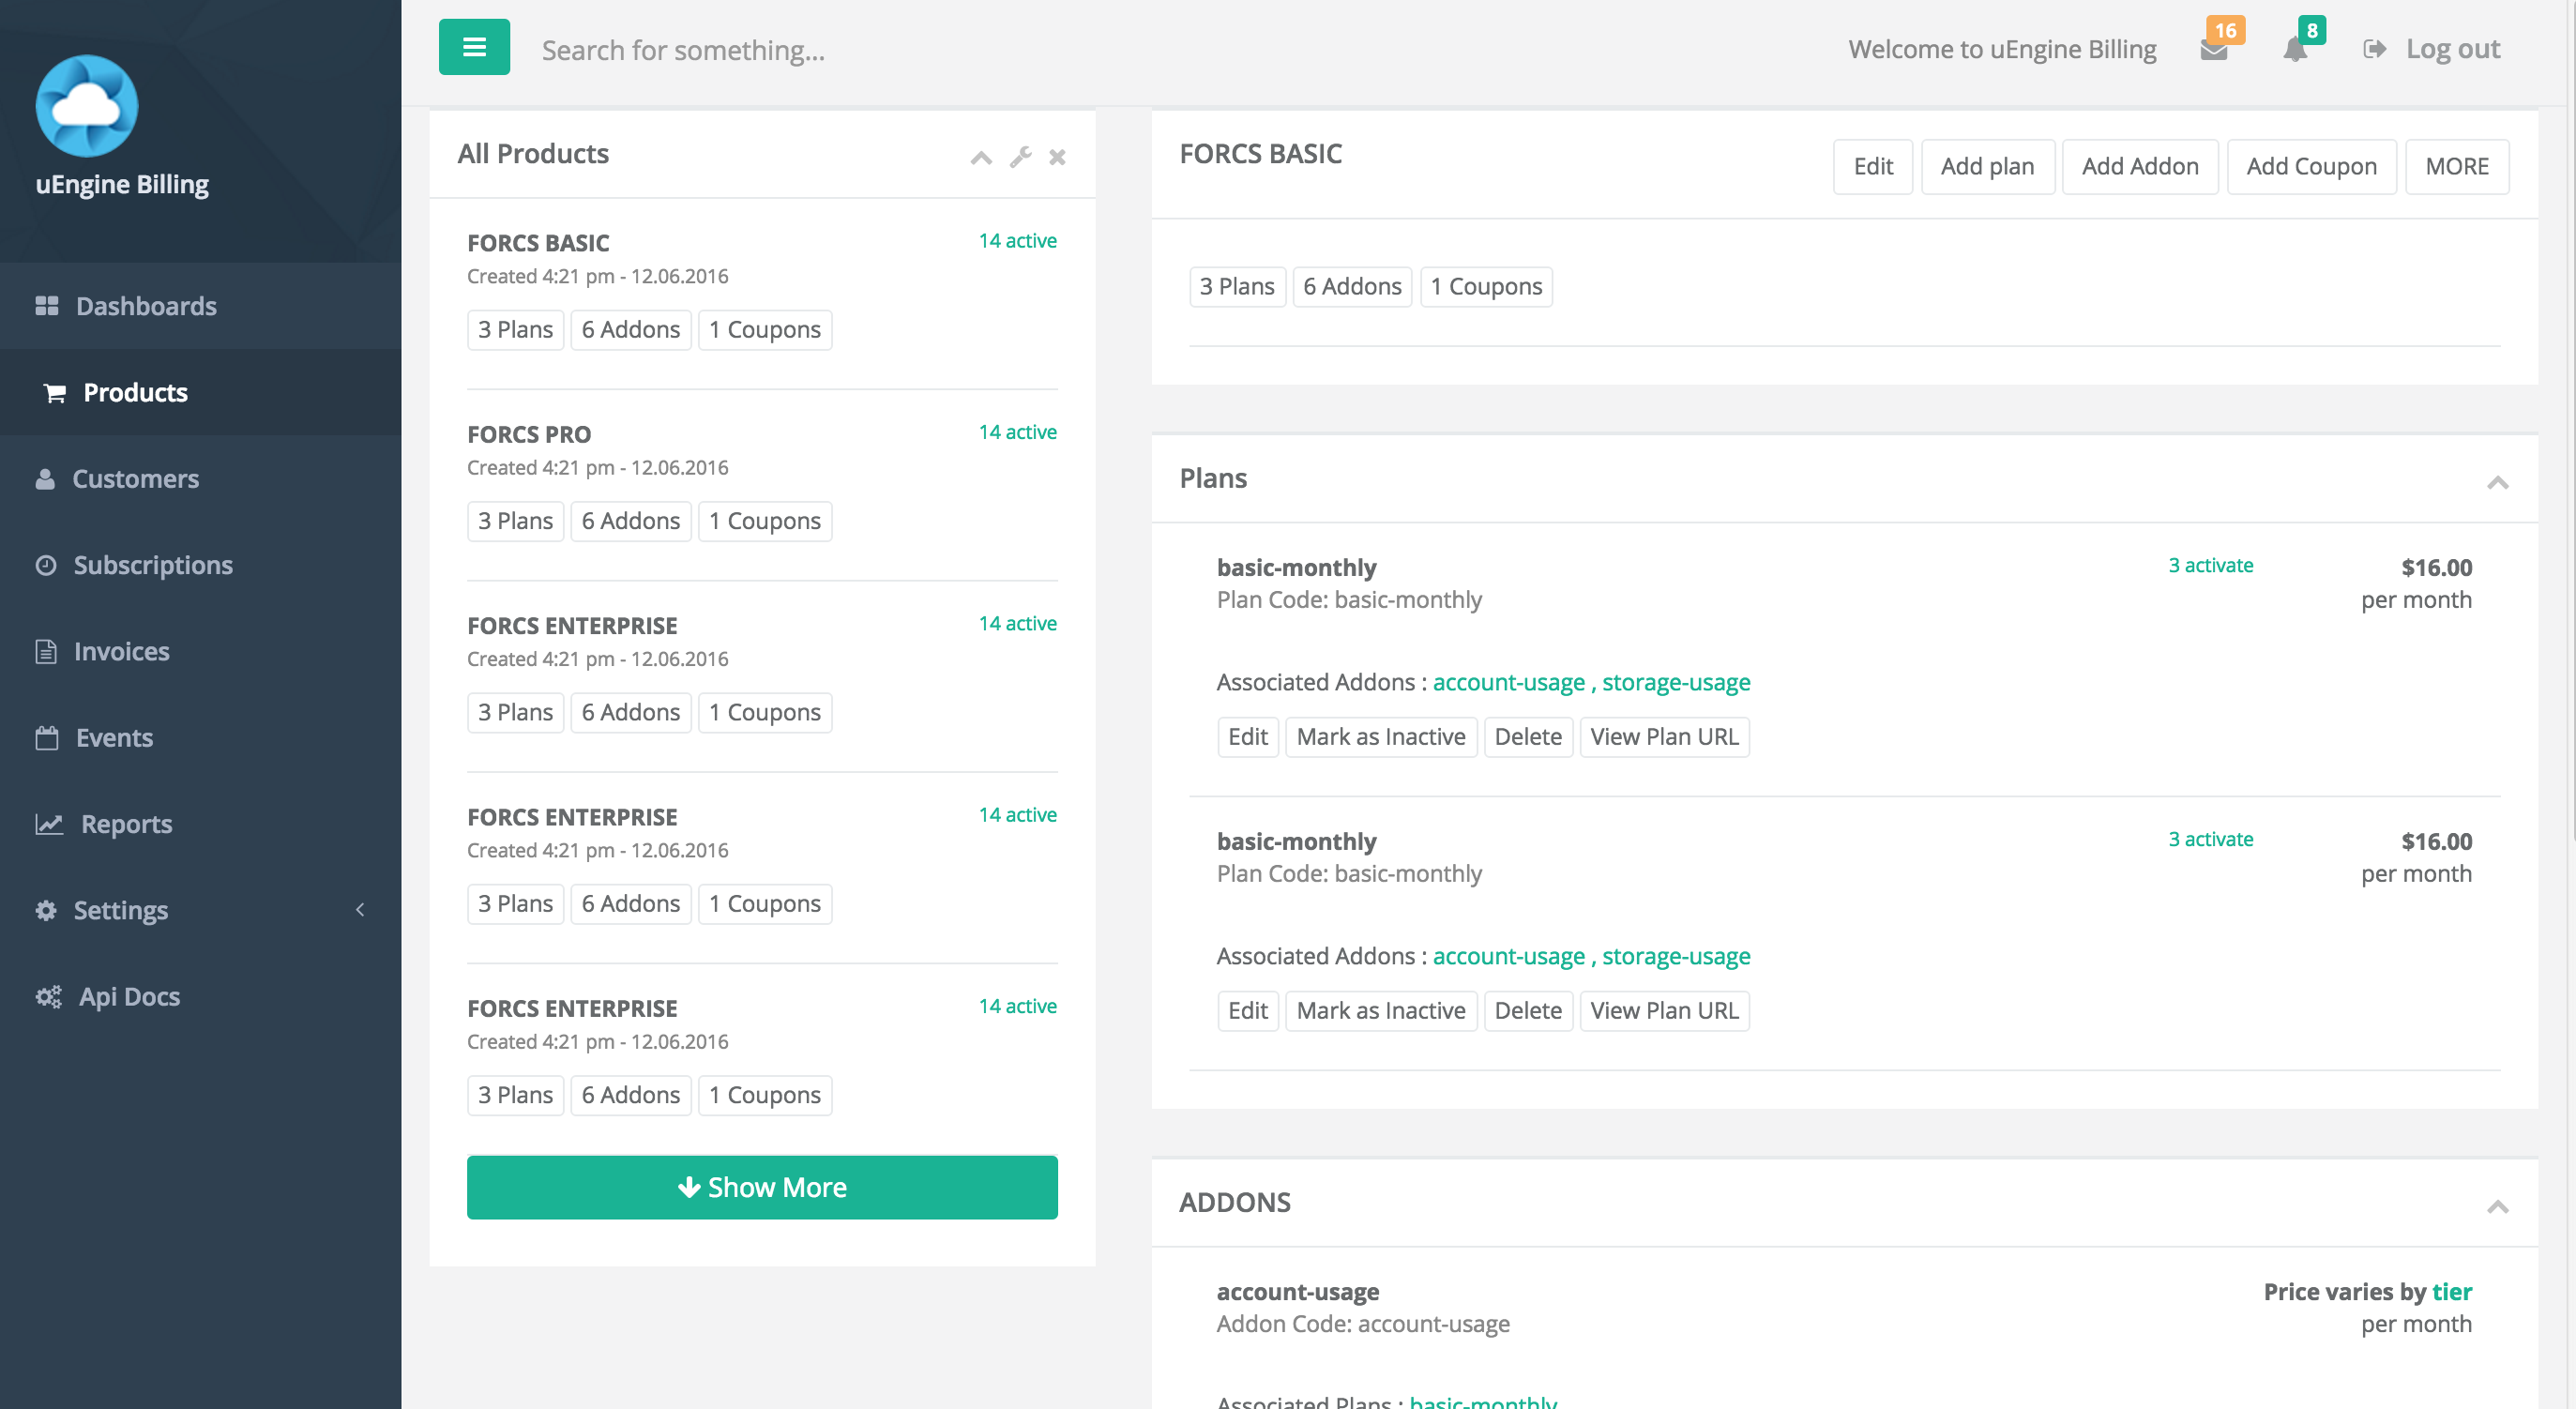 uEngine Billing
Dashboards
Products
Customers
Subscriptions
Invoices
Events
Reports
Settings
Api Docs
Search for something...
Welcome to uEngine Billing
16
8
Log out
All Products
FORCS BASIC
14 active
Created 4:21 pm - 12.06.2016
3 Plans 6 Addons 1 Coupons
FORCS PRO
14 active
Created 4:21 pm - 12.06.2016
3 Plans 6 Addons 1 Coupons
FORCS ENTERPRISE
14 active
Created 4:21 pm - 12.06.2016
3 Plans 6 Addons 1 Coupons
FORCS ENTERPRISE
14 active
Created 4:21 pm - 12.06.2016
3 Plans 6 Addons 1 Coupons
FORCS ENTERPRISE
14 active
Created 4:21 pm - 12.06.2016
3 Plans 6 Addons 1 Coupons
Show More
FORCS BASIC
Edit Add plan Add Addon Add Coupon MORE
3 Plans 6 Addons 1 Coupons
Plans
basic-monthly
3 activate
$16.00
Plan Code: basic-monthly
per month
Associated Addons : account-usage , storage-usage
Edit Mark as Inactive Delete View Plan URL
basic-monthly
3 activate
$16.00
Plan Code: basic-monthly
per month
Associated Addons : account-usage , storage-usage
Edit Mark as Inactive Delete View Plan URL
ADDONS
account-usage
Price varies by tier
Addon Code: account-usage
per month
Associated Plans : basic-monthly